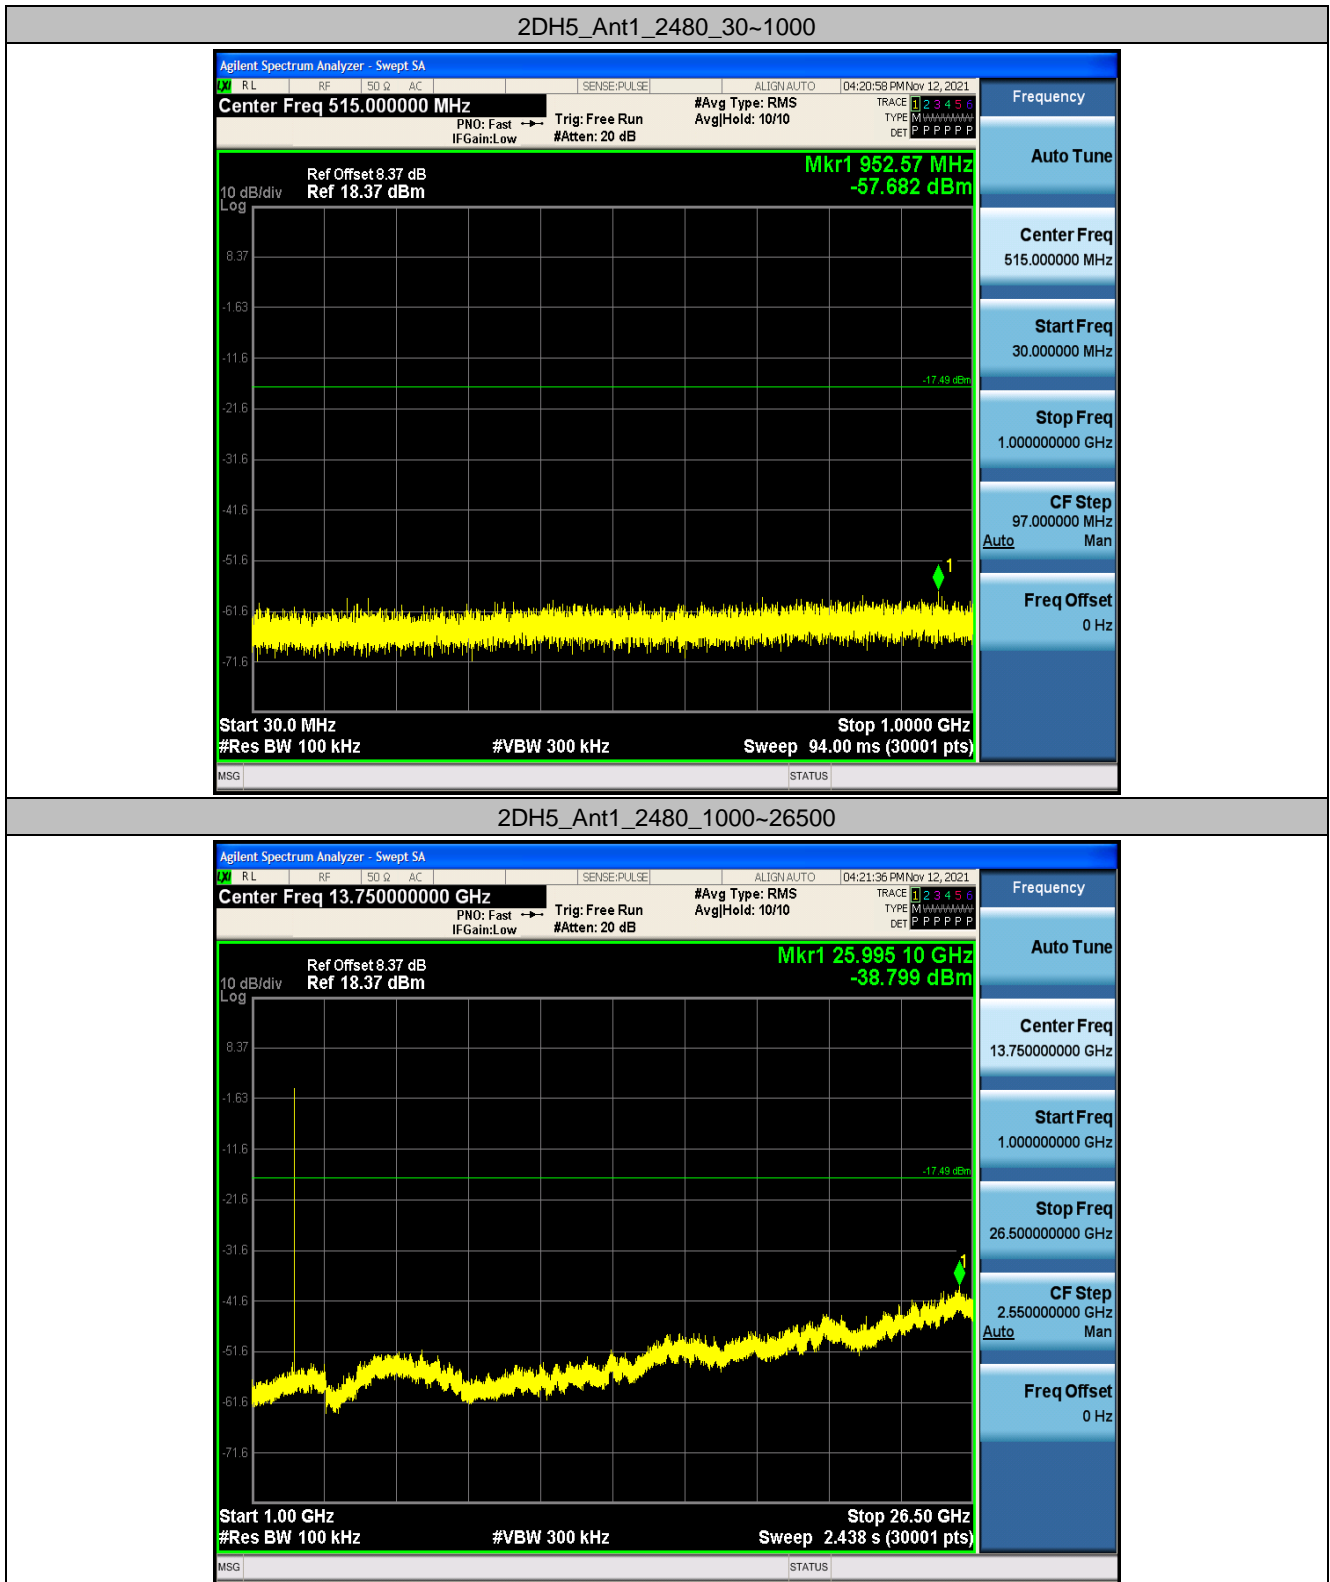 2DH5_Ant1_2480_30~1000
Agilent Spectrum Analyzer - Swept SA
LXI RL RF 50 Ω AC SENSE:PULSE ALIGN AUTO 04:20:58 PM Nov 12, 2021
Center Freq 515.000000 MHz
PNO: Fast
IFGain:Low
Trig: Free Run
#Atten: 20 dB
#Avg Type: RMS
Avg|Hold: 10/10
TRACE 1 2 3 4 5 6
TYPE M WWWWW
DET P P P P P P
Mkr1 952.57 MHz
-57.682 dBm
Ref Offset 8.37 dB
10 dB/div Ref 18.37 dBm
Log
8.37
-1.63
-11.6
-17.49 dBm
-21.6
-31.6
-41.6
-51.6
1
-61.6
-71.6
Start 30.0 MHz Stop 1.0000 GHz
#Res BW 100 kHz #VBW 300 kHz Sweep 94.00 ms (30001 pts)
MSG STATUS
Frequency
Auto Tune
Center Freq
515.000000 MHz
Start Freq
30.000000 MHz
Stop Freq
1.000000000 GHz
CF Step
97.000000 MHz
Auto Man
Freq Offset
0 Hz
2DH5_Ant1_2480_1000~26500
Agilent Spectrum Analyzer - Swept SA
LXI RL RF 50 Ω AC SENSE:PULSE ALIGN AUTO 04:21:36 PM Nov 12, 2021
Center Freq 13.750000000 GHz
PNO: Fast
IFGain:Low
Trig: Free Run
#Atten: 20 dB
#Avg Type: RMS
Avg|Hold: 10/10
TRACE 1 2 3 4 5 6
TYPE M WWWWW
DET P P P P P P
Mkr1 25.995 10 GHz
-38.799 dBm
Ref Offset 8.37 dB
10 dB/div Ref 18.37 dBm
Log
8.37
-1.63
-11.6
-17.49 dBm
-21.6
-31.6
1
-41.6
-51.6
-61.6
-71.6
Start 1.00 GHz Stop 26.50 GHz
#Res BW 100 kHz #VBW 300 kHz Sweep 2.438 s (30001 pts)
MSG STATUS
Frequency
Auto Tune
Center Freq
13.750000000 GHz
Start Freq
1.000000000 GHz
Stop Freq
26.500000000 GHz
CF Step
2.550000000 GHz
Auto Man
Freq Offset
0 Hz